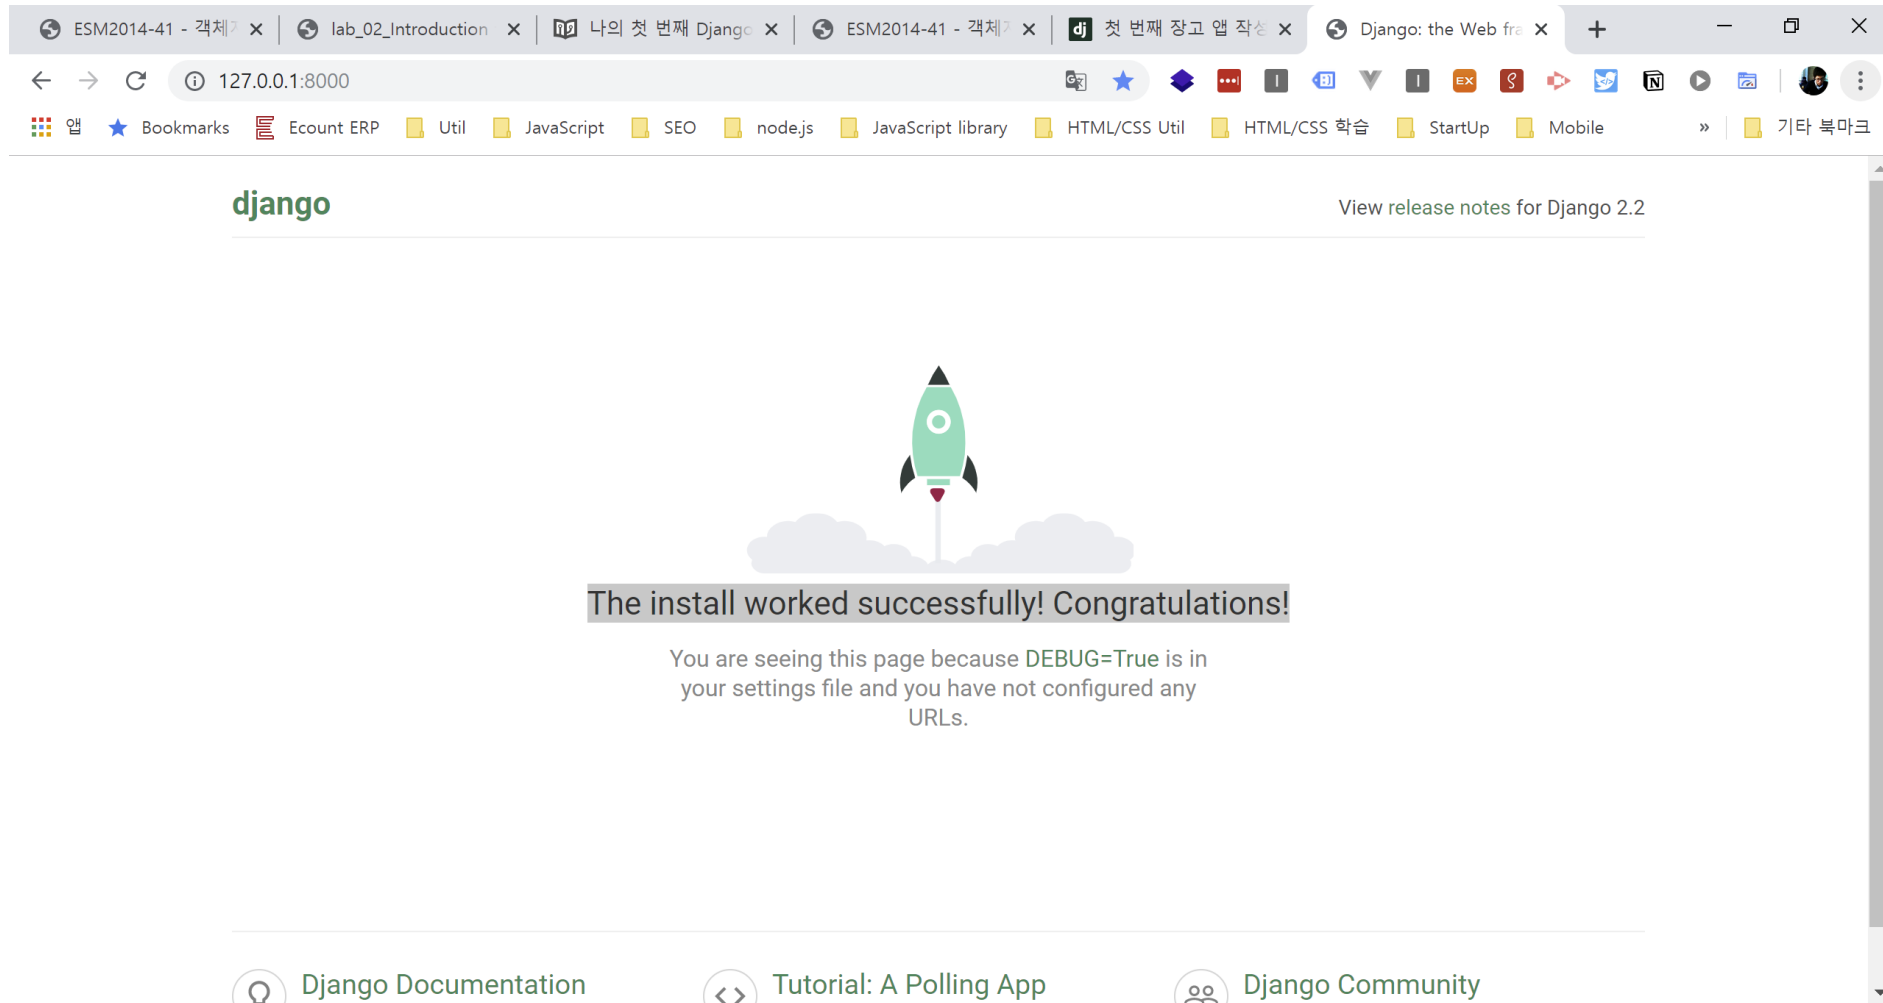 ESM2014-41 - 객체
lab_02_Introduction
나의 첫 번째 Django
ESM2014-41 - 객체
dj 첫 번째 장고 앱 작성
Django: the Web fra
127.0.0.1:8000
앱
Bookmarks
Ecount ERP
Util
JavaScript
SEO
node.js
JavaScript library
HTML/CSS Util
HTML/CSS 학습
StartUp
Mobile
»
기타 북마크
django
View release notes for Django 2.2
The install worked successfully! Congratulations!
You are seeing this page because DEBUG=True is in
your settings file and you have not configured any
URLs.
Django Documentation
Tutorial: A Polling App
Django Community